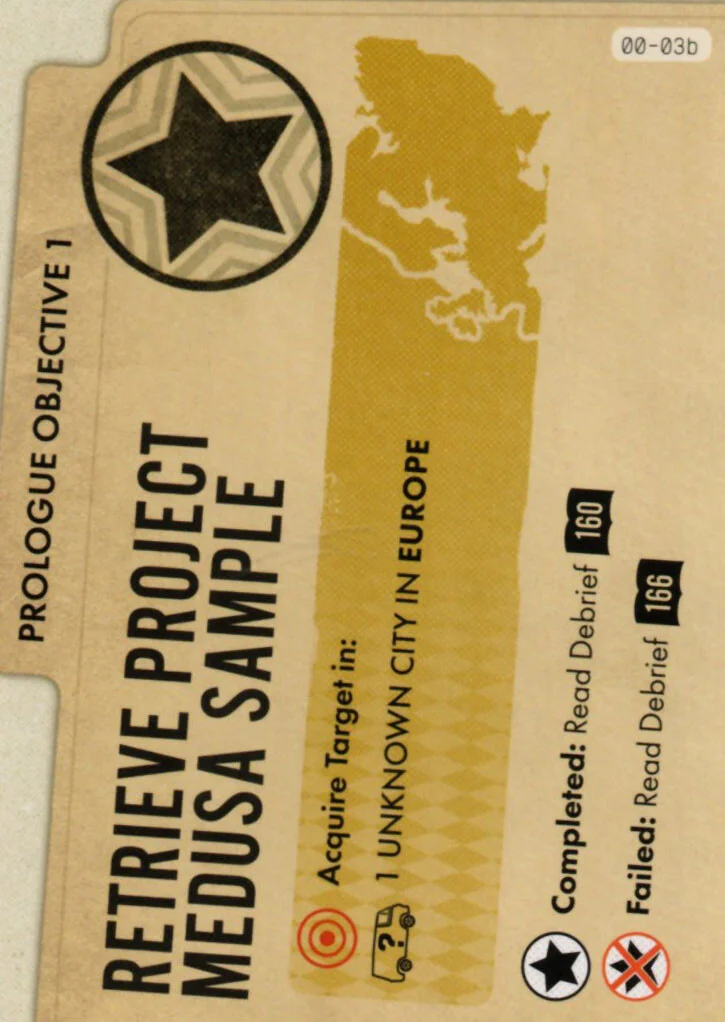 PROLOGUE OBJECTIVE 1
00-03b
RETRIEVE PROJECT
MEDUSA SAMPLE
Acquire Target in:
?
1 UNKNOWN CITY IN EUROPE
Completed: Read Debrief 160
Failed: Read Debrief 166